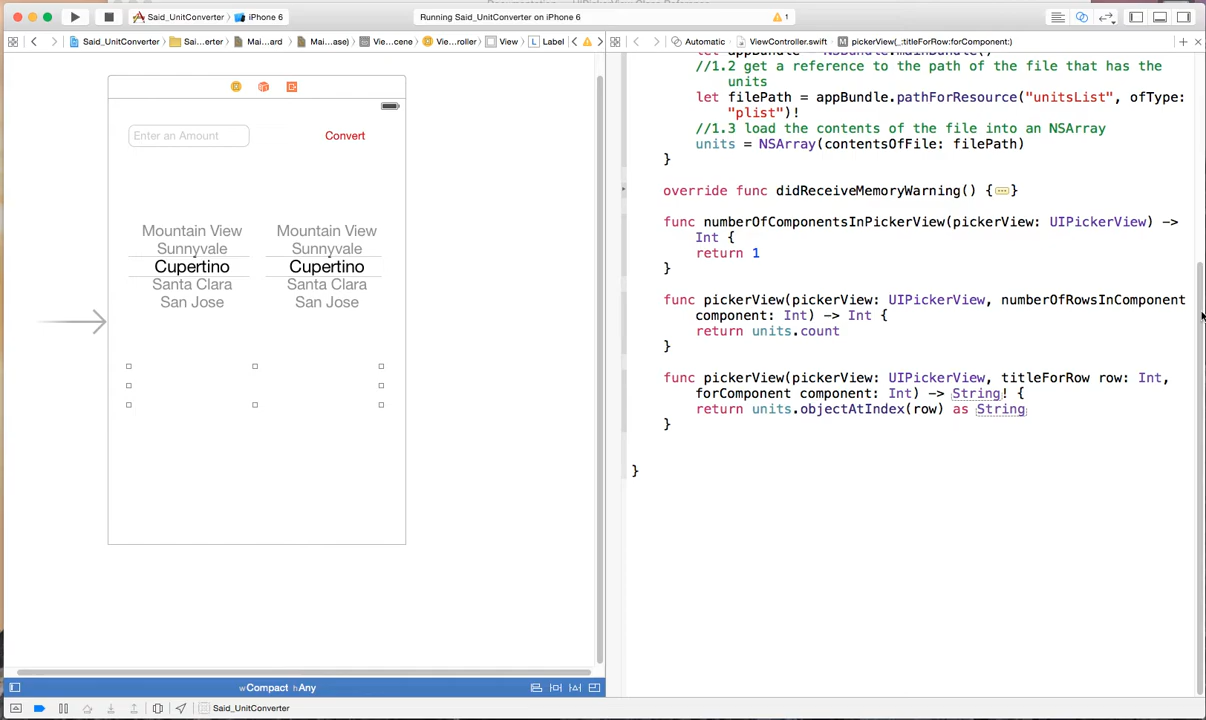 Said_UnitConverter
iPhone 6
Running Said_UnitConverter on iPhone 6
1
Said_UnitConverter
Sai...erter
Mai....ard
Mai...ase)
Vie...cene
Vie...roller
View
Label
Automatic
ViewController.swift
pickerView(_:titleForRow:forComponent:)
Enter an Amount
Convert
Mountain View
Sunnyvale
Cupertino
Santa Clara
San Jose
Mountain View
Sunnyvale
Cupertino
Santa Clara
San Jose
//1.2 get a reference to the path of the file that has the
units
let filePath = appBundle.pathForResource("unitsList", ofType:
"plist")!
//1.3 load the contents of the file into an NSArray
units = NSArray(contentsOfFile: filePath)
}
override func didReceiveMemoryWarning() {...}
func numberOfComponentsInPickerView(pickerView: UIPickerView) ->
Int {
return 1
}
func pickerView(pickerView: UIPickerView, numberOfRowsInComponent
component: Int) -> Int {
return units.count
}
func pickerView(pickerView: UIPickerView, titleForRow row: Int,
forComponent component: Int) -> String! {
return units.objectAtIndex(row) as String
}
}
wCompact hAny
Said_UnitConverter